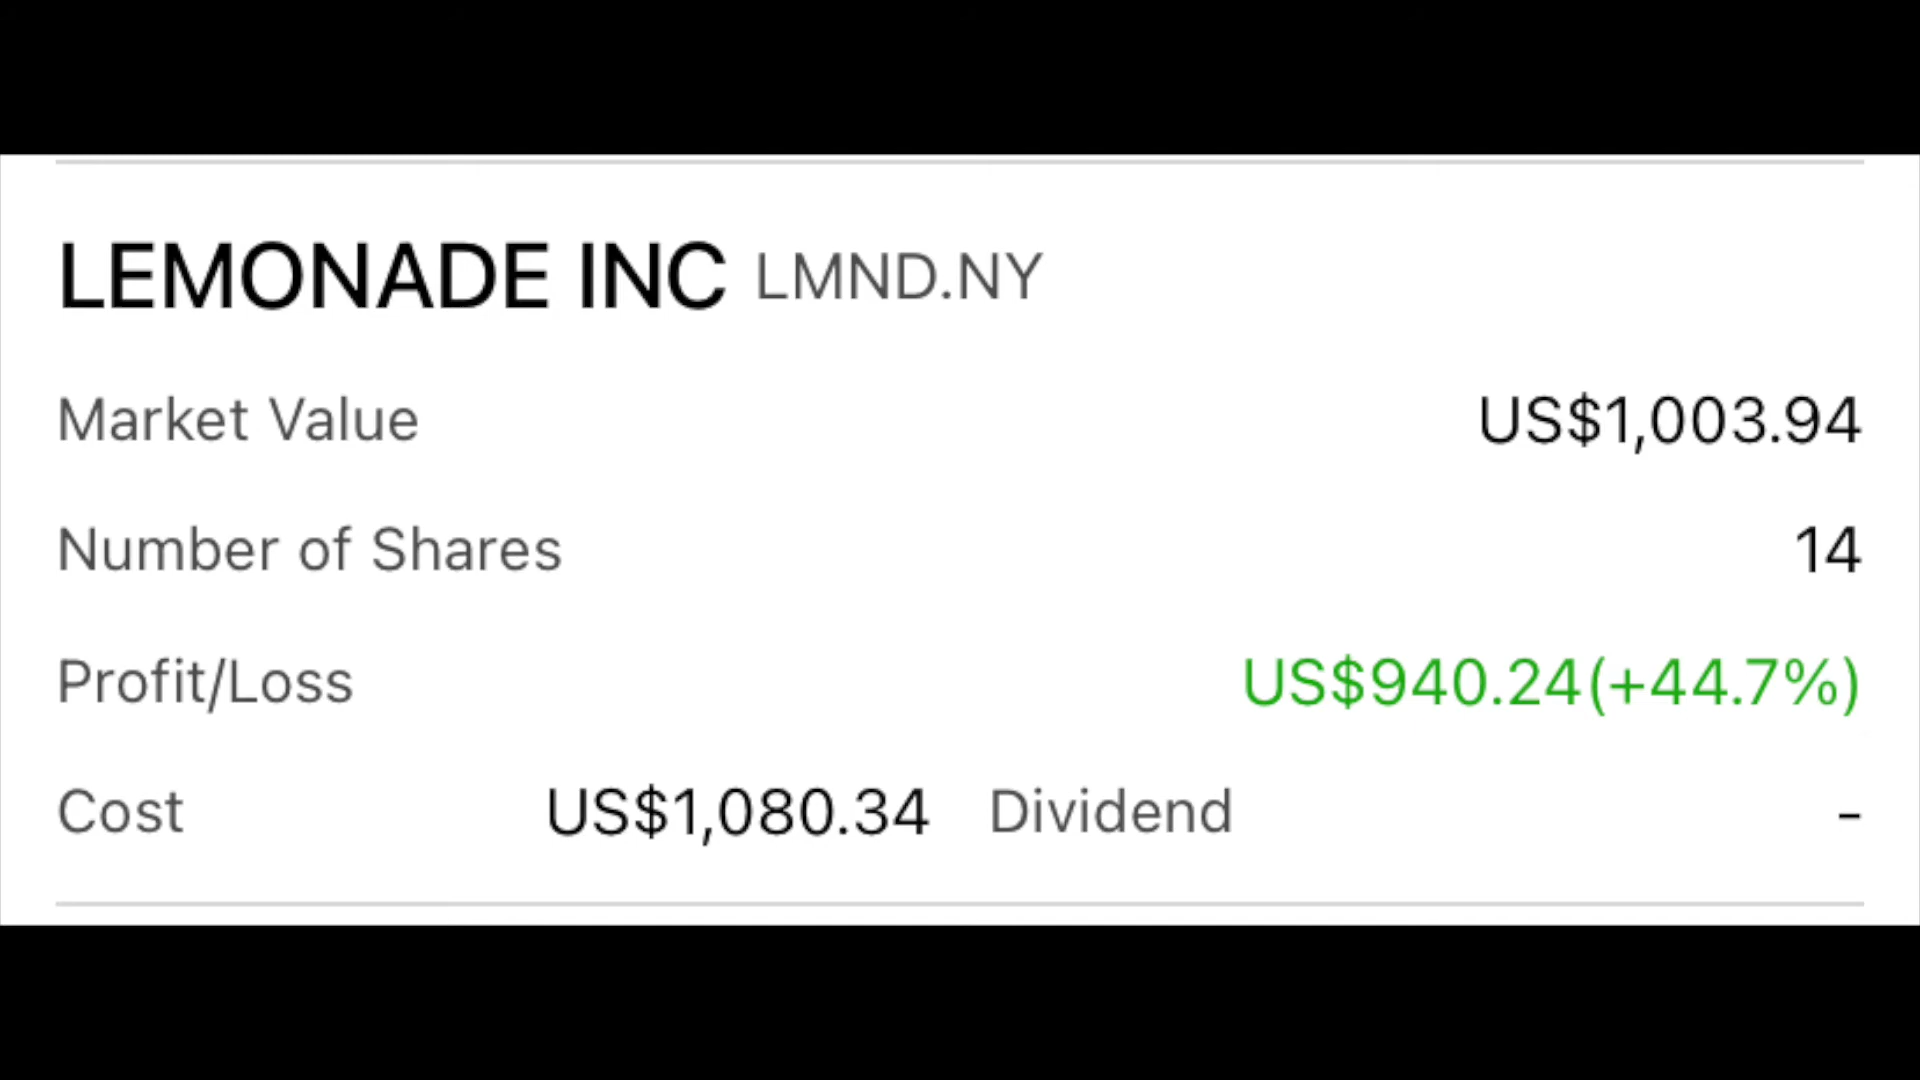 LEMONADE INC LMND.NY
Market Value US$1,003.94
Number of Shares 14
Profit/Loss US$940.24(+44.7%)
Cost US$1,080.34 Dividend -